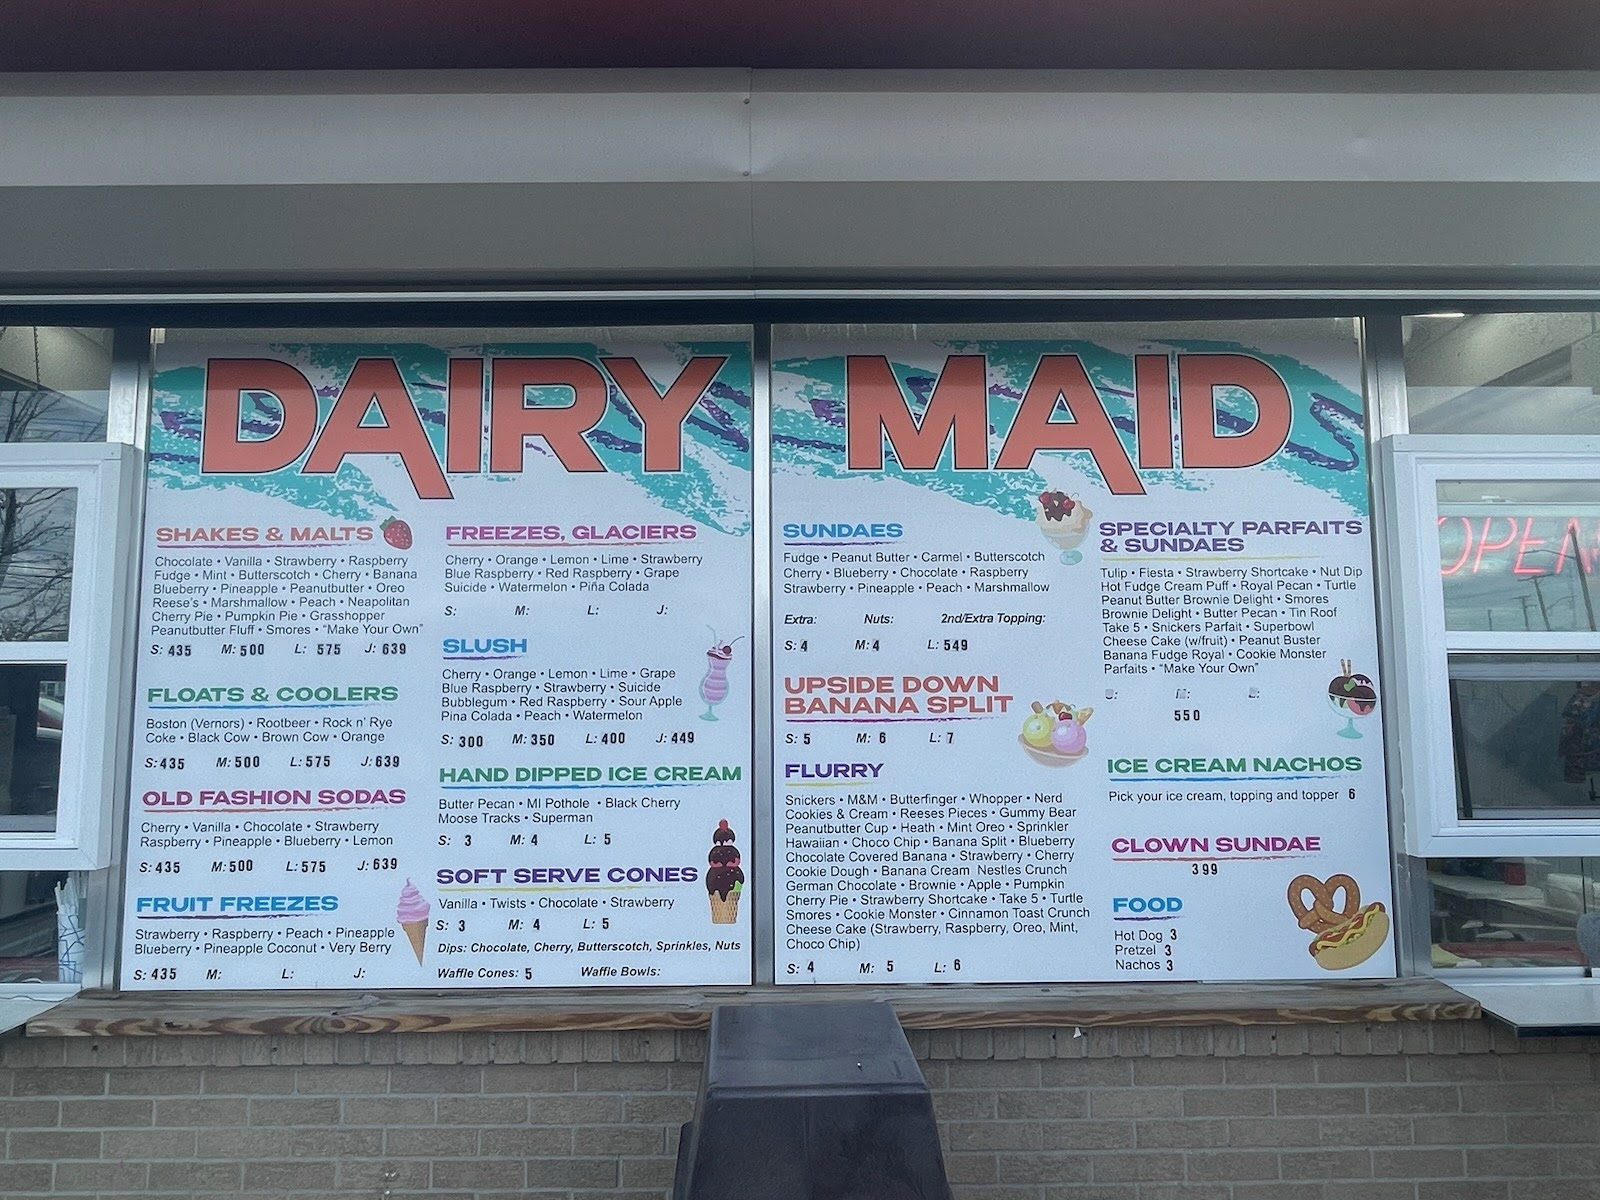 DAIRY MAID
SHAKES & MALTS
Chocolate • Vanilla • Strawberry • Raspberry
Fudge • Mint • Butterscotch • Cherry • Banana
Blueberry • Pineapple • Peanutbutter • Oreo
Reese's • Marshmallow • Peach • Neapolitan
Cherry Pie • Pumpkin Pie • Grasshopper
Peanutbutter Fluff • Smores • "Make Your Own"
S: 435 M: 500 L: 575 J: 639
FLOATS & COOLERS
Boston (Vernors) • Rootbeer • Rock n' Rye
Coke • Black Cow • Brown Cow • Orange
S: 435 M: 500 L: 575 J: 639
OLD FASHION SODAS
Cherry • Vanilla • Chocolate • Strawberry
Raspberry • Pineapple • Blueberry • Lemon
S: 435 M: 500 L: 575 J: 639
FRUIT FREEZES
Strawberry • Raspberry • Peach • Pineapple
Blueberry • Pineapple Coconut • Very Berry
S: 435 M: L: J:
FREEZES, GLACIERS
Cherry • Orange • Lemon • Lime • Strawberry
Blue Raspberry • Red Raspberry • Grape
Suicide • Watermelon • Piña Colada
S: M: L: J:
SLUSH
Cherry • Orange • Lemon • Lime • Grape
Blue Raspberry • Strawberry • Suicide
Bubblegum • Red Raspberry • Sour Apple
Pina Colada • Peach • Watermelon
S: 300 M: 350 L: 400 J: 449
HAND DIPPED ICE CREAM
Butter Pecan • MI Pothole • Black Cherry
Moose Tracks • Superman
S: 3 M: 4 L: 5
SOFT SERVE CONES
Vanilla • Twists • Chocolate • Strawberry
S: 3 M: 4 L: 5
Dips: Chocolate, Cherry, Butterscotch, Sprinkles, Nuts
Waffle Cones: 5 Waffle Bowls:
SUNDAES
Fudge • Peanut Butter • Carmel • Butterscotch
Cherry • Blueberry • Chocolate • Raspberry
Strawberry • Pineapple • Peach • Marshmallow
Extra: Nuts: 2nd/Extra Topping:
S: 4 M: 4 L: 549
UPSIDE DOWN
BANANA SPLIT
S: 5 M: 6 L: 7
FLURRY
Snickers • M&M • Butterfinger • Whopper • Nerd
Cookies & Cream • Reeses Pieces • Gummy Bear
Peanutbutter Cup • Heath • Mint Oreo • Sprinkler
Hawaiian • Choco Chip • Banana Split • Blueberry
Chocolate Covered Banana • Strawberry • Cherry
Cookie Dough • Banana Cream Nestles Crunch
German Chocolate • Brownie • Apple • Pumpkin
Cherry Pie • Strawberry Shortcake • Take 5 • Turtle
Smores • Cookie Monster • Cinnamon Toast Crunch
Cheese Cake (Strawberry, Raspberry, Oreo, Mint,
Choco Chip)
S: 4 M: 5 L: 6
SPECIALTY PARFAITS
& SUNDAES
Tulip • Fiesta • Strawberry Shortcake • Nut Dip
Hot Fudge Cream Puff • Royal Pecan • Turtle
Peanut Butter Brownie Delight • Smores
Brownie Delight • Butter Pecan • Tin Roof
Take 5 • Snickers Parfait • Superbowl
Cheese Cake (w/fruit) • Peanut Buster
Banana Fudge Royal • Cookie Monster
Parfaits • "Make Your Own"
550
ICE CREAM NACHOS
Pick your ice cream, topping and topper 6
CLOWN SUNDAE
399
FOOD
Hot Dog 3
Pretzel 3
Nachos 3
OPEN